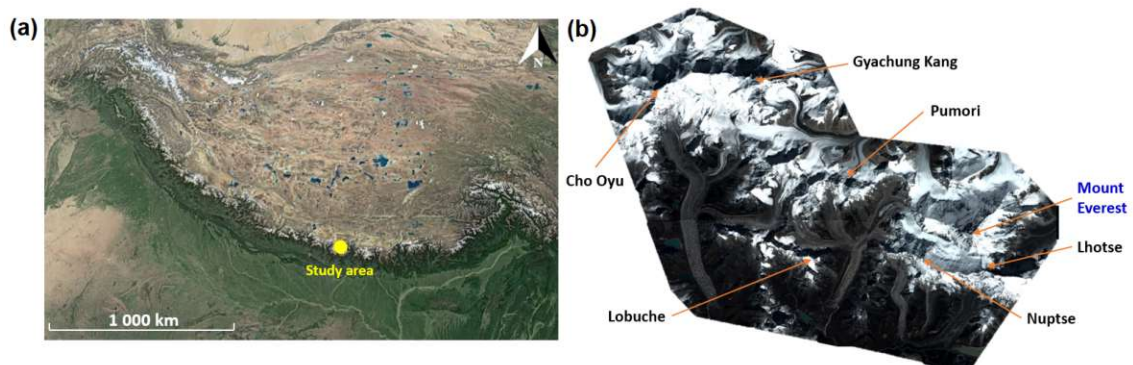 (a)
N
Study area
1 000 km
(b)
Gyachung Kang
Pumori
Cho Oyu
Mount
Everest
Lhotse
Lobuche
Nuptse